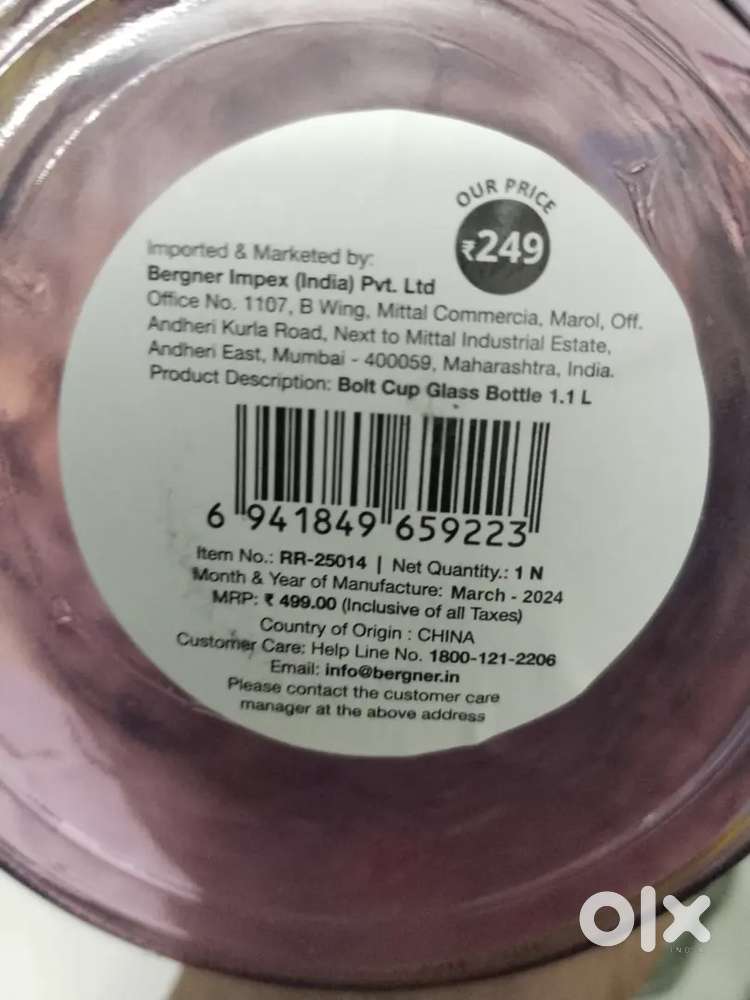 OUR PRICE
₹249
Imported & Marketed by:
Bergner Impex (India) Pvt. Ltd
Office No. 1107, B Wing, Mittal Commercia, Marol, Off.
Andheri Kurla Road, Next to Mittal Industrial Estate,
Andheri East, Mumbai - 400059, Maharashtra, India.
Product Description: Bolt Cup Glass Bottle 1.1 L
6 941849 659223
Item No.: RR-25014 | Net Quantity.: 1 N
Month & Year of Manufacture: March - 2024
MRP: ₹ 499.00 (Inclusive of all Taxes)
Country of Origin : CHINA
Customer Care: Help Line No. 1800-121-2206
Email: info@bergner.in
Please contact the customer care
manager at the above address
olx
INDIA